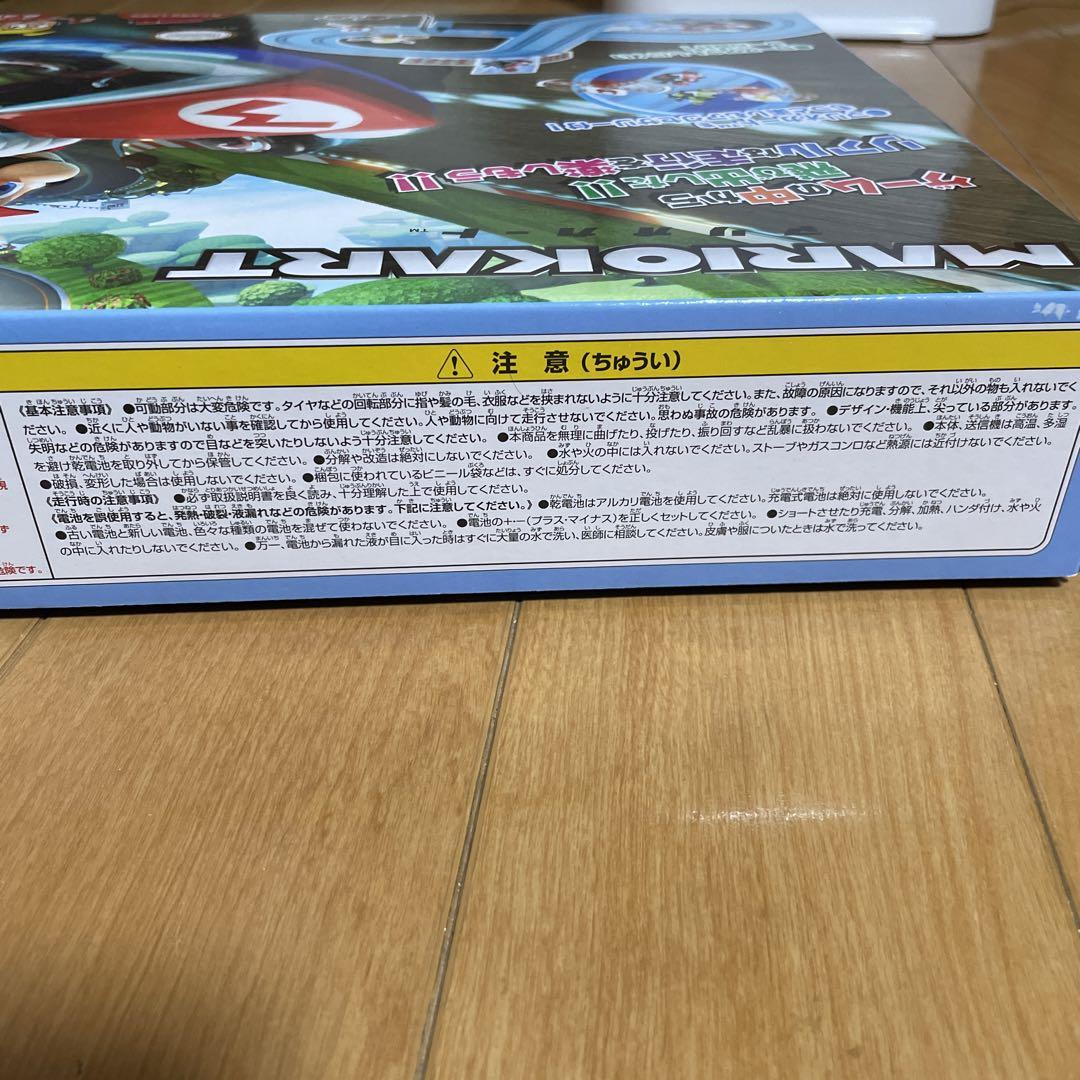 ゲームの中から
飛び出した!!
リアルな走行を楽しもう!!
マリオカート™
MARIOKART
注意(ちゅうい)
《基本注意事項》 ●可動部分は大変危険です。タイヤなどの回転部分に指や髪の毛、衣服などを挟まれないように十分注意してください。また、故障の原因になりますので、それ以外の物も入れないでく
ださい。 ●近くに人や動物がいない事を確認してから使用してください。人や動物に向けて走行させないでください。思わぬ事故の危険があります。 ●デザイン・機能上、尖っている部分があります。
失明などの危険がありますので目などを突いたりしないよう十分注意してください。 ●本商品を無理に曲げたり、投げたり、振り回すなど乱暴に扱わないでください。 ●本体、送信機は高温、多湿
を避け乾電池を取り外してから保管してください。 ●分解や改造は絶対にしないでください。 ●水や火の中には入れないでください。ストーブやガスコンロなど熱源には近付けないでください。
●破損、変形した場合は使用しないでください。 ●梱包に使われているビニール袋などは、すぐに処分してください。
《走行時の注意事項》 ●必ず取扱説明書を良く読み、十分理解した上で使用してください。
《電池を誤使用すると、発熱・破裂・液漏れなどの危険があります。下記に注意してください。》 ●乾電池はアルカリ電池を使用してください。充電式電池は絶対に使用しないでください。
●古い電池と新しい電池、色々な種類の電池を混ぜて使わないでください。 ●電池の+・−(プラス・マイナス)を正しくセットしてください。 ●ショートさせたり充電、分解、加熱、ハンダ付け、水や火
の中に入れたりしないでください。 ●万一、電池から漏れた液が目に入った時はすぐに大量の水で洗い、医師に相談してください。皮膚や服についたときは水で洗ってください。
危険です。